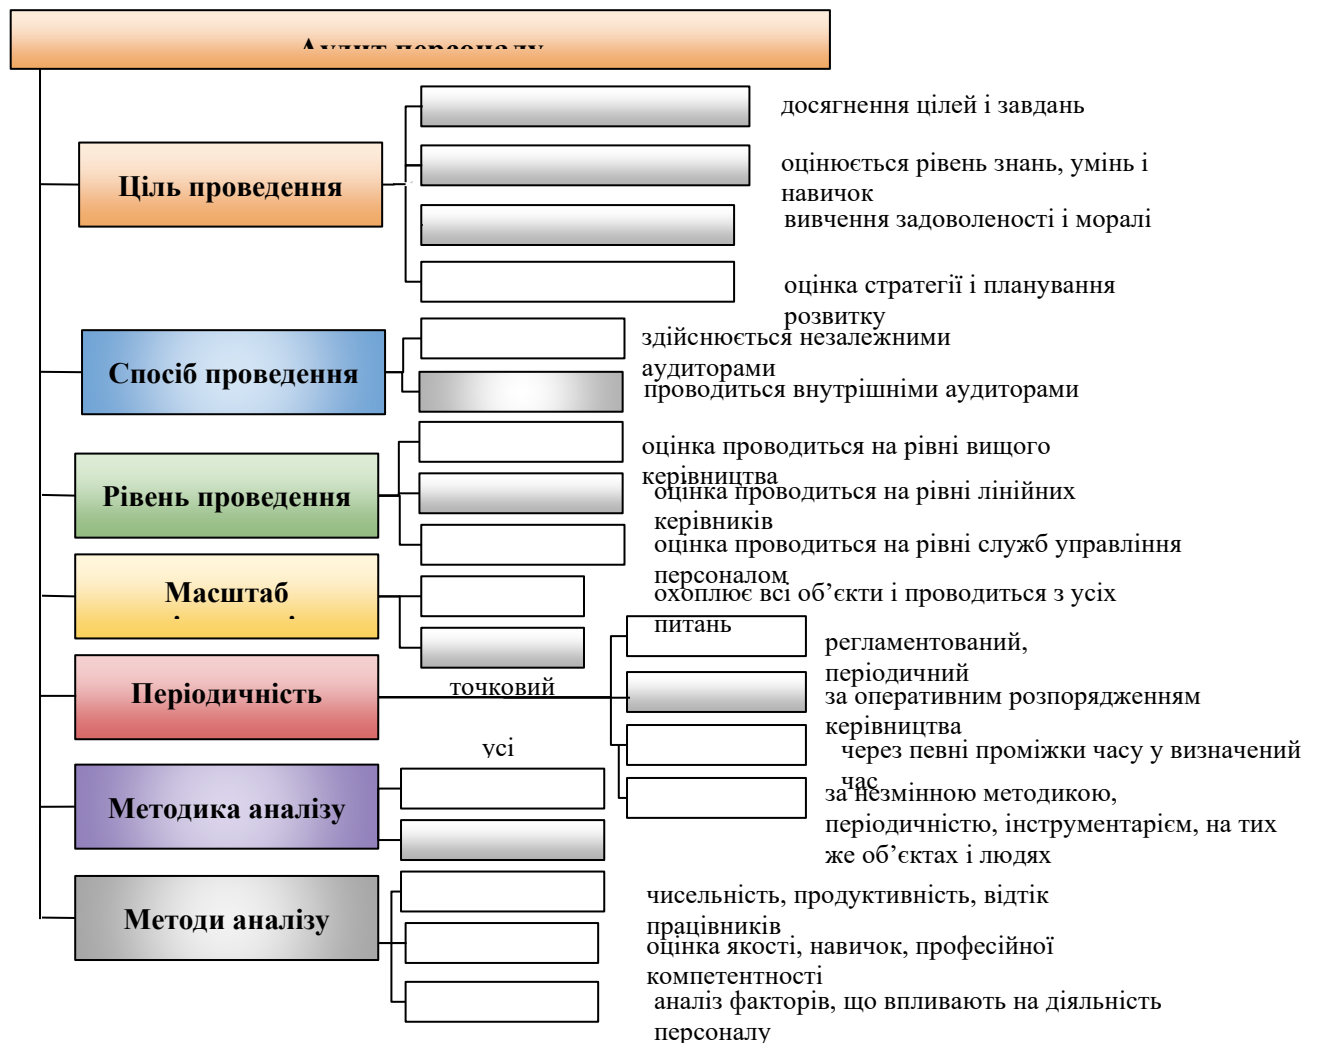 Аудит персоналу
досягнення цілей і завдань
Ціль проведення
оцінюється рівень знань, умінь і
навичок
вивчення задоволеності і моралі
оцінка стратегії і планування
розвитку
Спосіб проведення
здійснюється незалежними
аудиторами
проводиться внутрішніми аудиторами
Рівень проведення
оцінка проводиться на рівні вищого
керівництва
оцінка проводиться на рівні лінійних
керівників
оцінка проводиться на рівні служб управління
персоналом
Масштаб
охоплює всі об’єкти і проводиться з усіх
питань
точковий
усі
Періодичність
регламентований,
періодичний
за оперативним розпорядженням
керівництва
через певні проміжки часу у визначений
час
за незмінною методикою,
періодичністю, інструментарієм, на тих
же об’єктах і людях
Методика аналізу
Методи аналізу
чисельність, продуктивність, відтік
працівників
оцінка якості, навичок, професійної
компетентності
аналіз факторів, що впливають на діяльність
персоналу